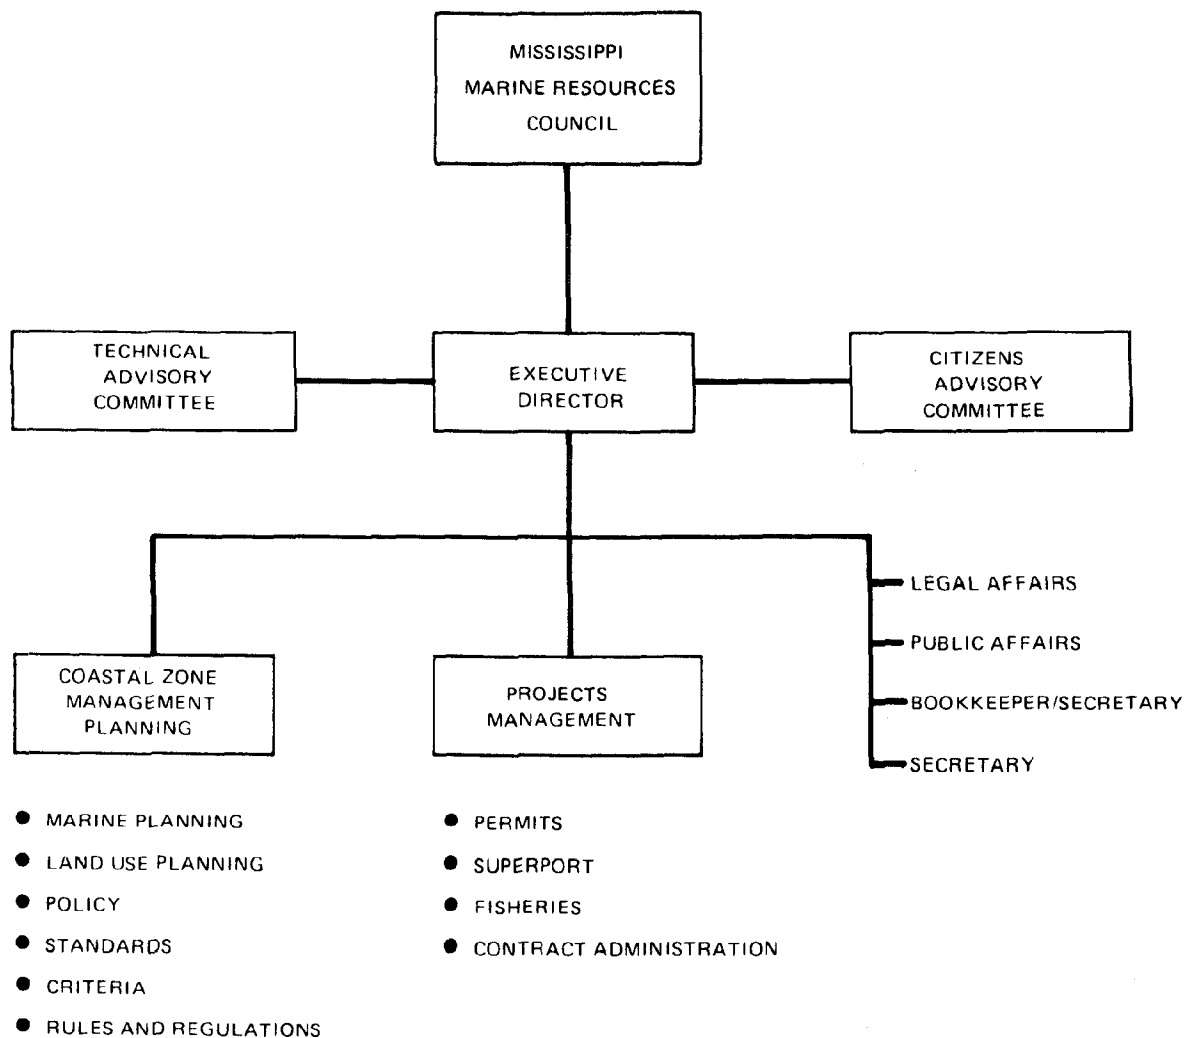 MISSISSIPPI
MARINE RESOURCES
COUNCIL
TECHNICAL
ADVISORY
COMMITTEE
EXECUTIVE
DIRECTOR
CITIZENS
ADVISORY
COMMITTEE
COASTAL ZONE
MANAGEMENT
PLANNING
PROJECTS
MANAGEMENT
LEGAL AFFAIRS
PUBLIC AFFAIRS
BOOKKEEPER/SECRETARY
SECRETARY
● MARINE PLANNING
● LAND USE PLANNING
● POLICY
● STANDARDS
● CRITERIA
● RULES AND REGULATIONS
● PERMITS
● SUPERPORT
● FISHERIES
● CONTRACT ADMINISTRATION